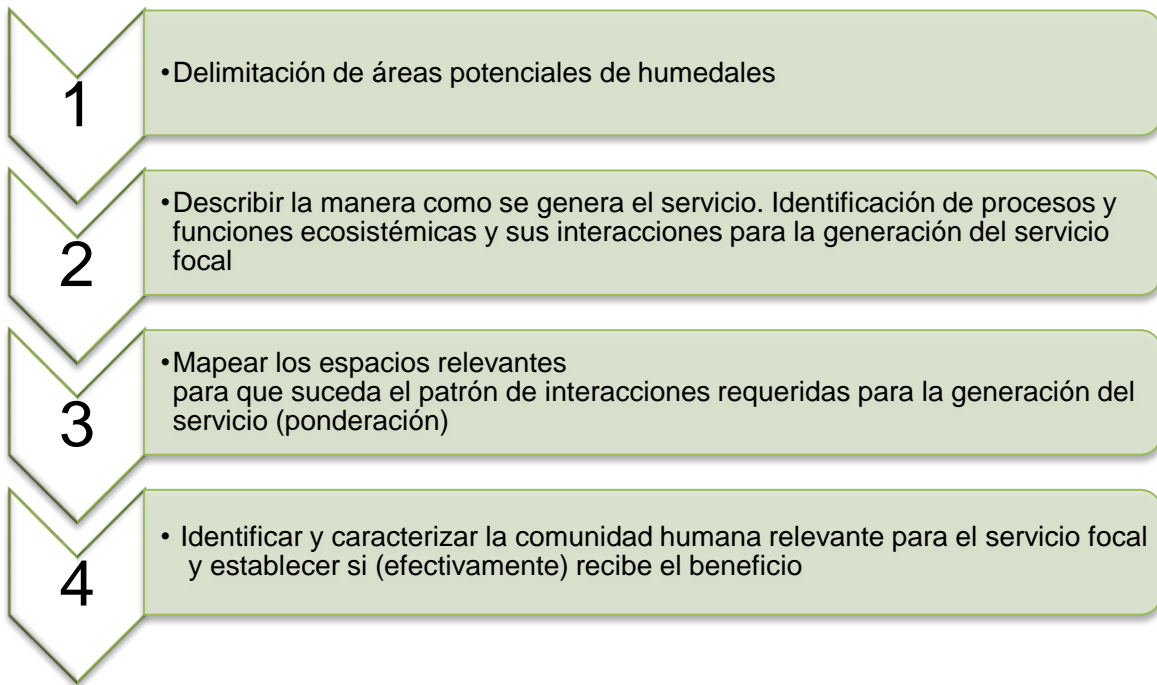 1
•Delimitación de áreas potenciales de humedales
2
•Describir la manera como se genera el servicio. Identificación de procesos y
funciones ecosistémicas y sus interacciones para la generación del servicio
focal
3
•Mapear los espacios relevantes
para que suceda el patrón de interacciones requeridas para la generación del
servicio (ponderación)
4
• Identificar y caracterizar la comunidad humana relevante para el servicio focal
y establecer si (efectivamente) recibe el beneficio